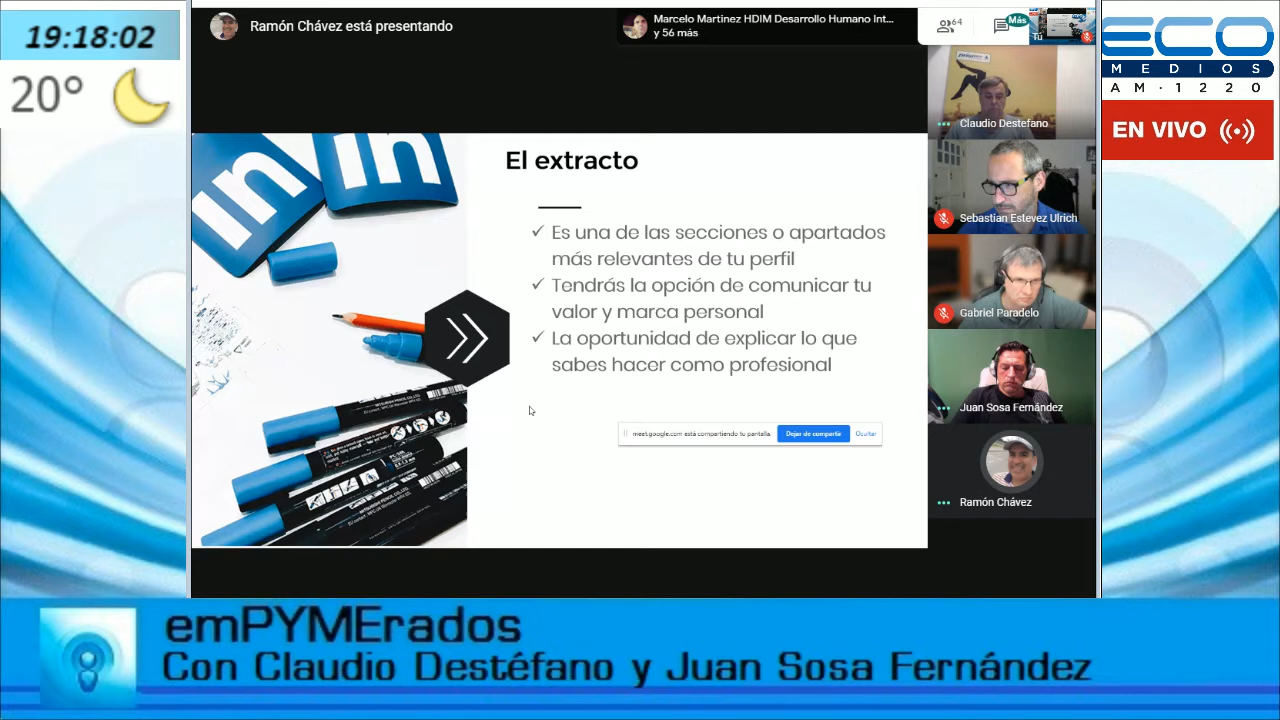 19:18:02
20°
Ramón Chávez está presentando
Marcelo Martinez HDIM Desarrollo Humano Int...
y 56 más
64
Más
Tú
ECO
MEDIOS
AM·1220
EN VIVO
Claudio Destefano
Sebastian Estevez Ulrich
Gabriel Paradelo
Juan Sosa Fernández
Ramón Chávez
in
in
El extracto
✓ Es una de las secciones o apartados
más relevantes de tu perfil
✓ Tendrás la opción de comunicar tu
valor y marca personal
✓ La oportunidad de explicar lo que
sabes hacer como profesional
meet.google.com está compartiendo tu pantalla.
Dejar de compartir
Ocultar
emPYMErados
Con Claudio Destéfano y Juan Sosa Fernández